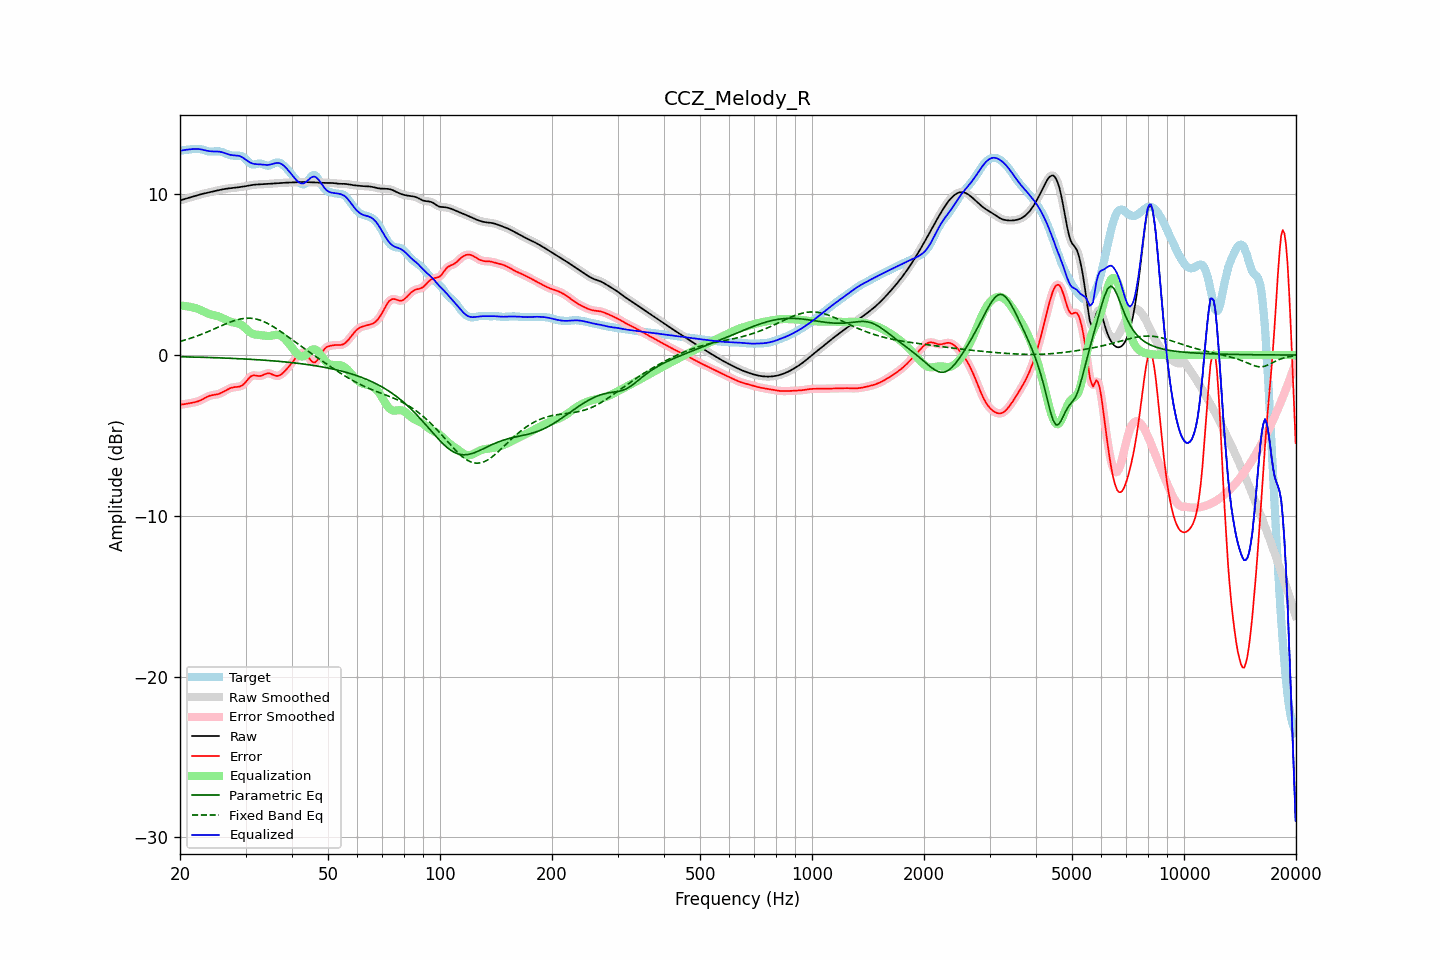 CCZ_Melody_R
Amplitude (dBr)
10
0
−10
−20
−30
Target
Raw Smoothed
Error Smoothed
Raw
Error
Equalization
Parametric Eq
Fixed Band Eq
Equalized
20 50 100 200 500 1000 2000 5000 10000 20000
Frequency (Hz)